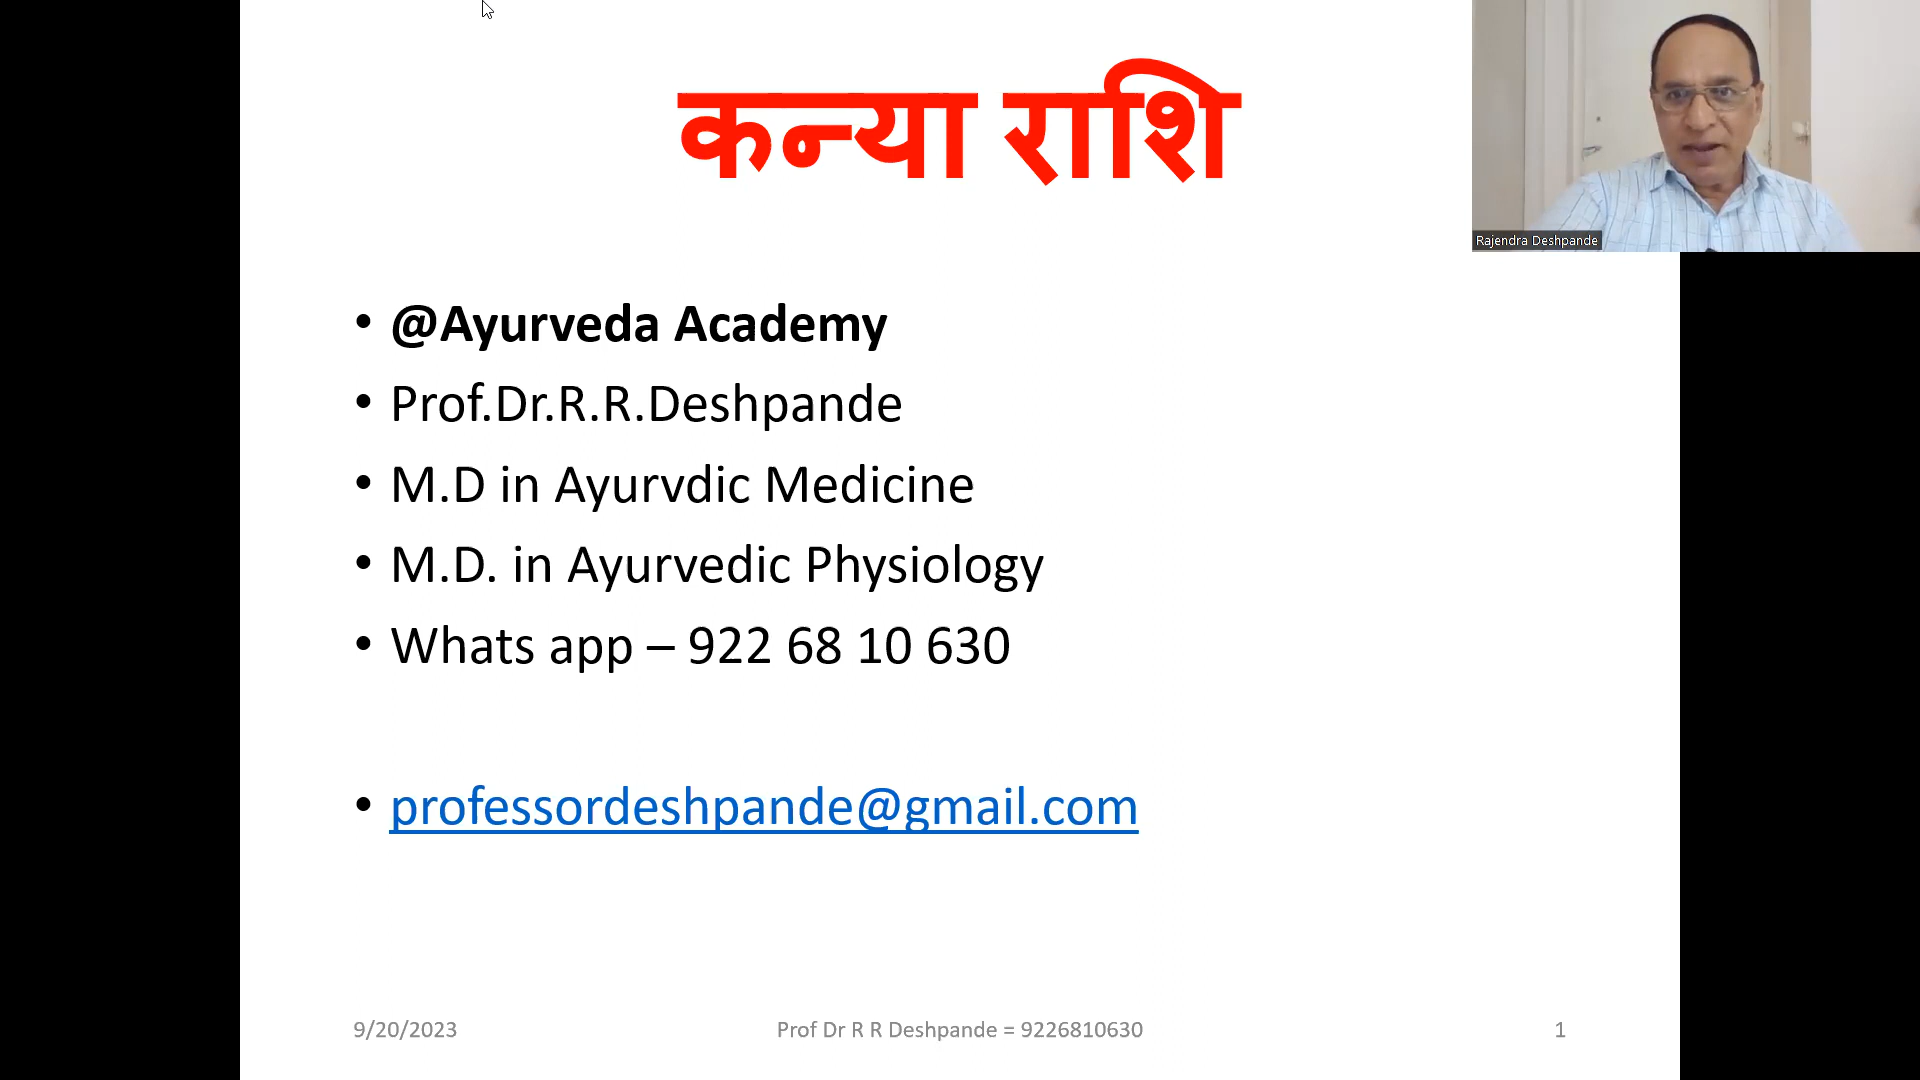 कन्या राशि
Rajendra Deshpande
• @Ayurveda Academy
• Prof.Dr.R.R.Deshpande
• M.D in Ayurvdic Medicine
• M.D. in Ayurvedic Physiology
• Whats app – 922 68 10 630
• professordeshpande@gmail.com
9/20/2023
Prof Dr R R Deshpande = 9226810630
1